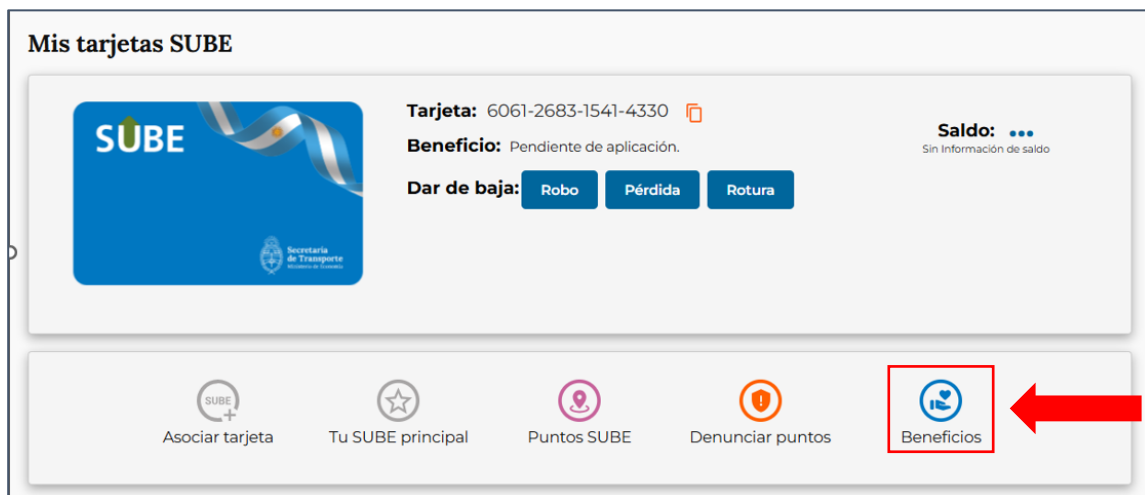 Mis tarjetas SUBE
SUBE
Secretaría
de Transporte
Ministerio de Economía
Tarjeta: 6061-2683-1541-4330
Beneficio: Pendiente de aplicación.
Dar de baja: Robo Pérdida Rotura
Saldo: •••
Sin Información de saldo
SUBE
Asociar tarjeta
Tu SUBE principal
Puntos SUBE
Denunciar puntos
Beneficios